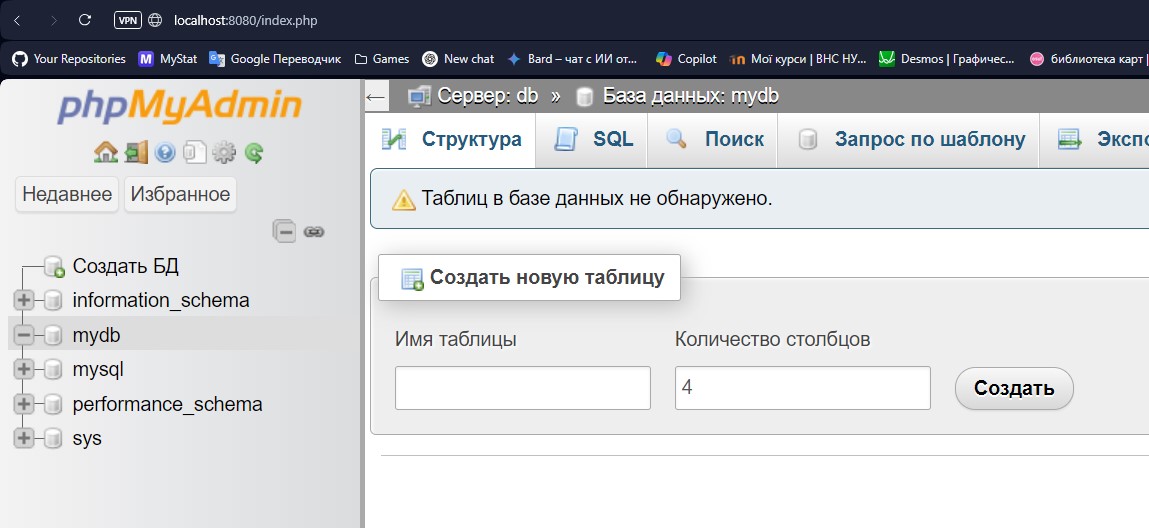 VPN localhost:8080/index.php
Your Repositories MyStat Google Переводчик Games New chat Bard – чат с ИИ от... Copilot Мої курси | ВНС НУ... Desmos | Графичес... библиотека карт |
phpMyAdmin
Недавнее Избранное
Создать БД
information_schema
mydb
mysql
performance_schema
sys
← Сервер: db » База данных: mydb
Структура SQL Поиск Запрос по шаблону Экспо
Таблиц в базе данных не обнаружено.
Создать новую таблицу
Имя таблицы Количество столбцов
4 Создать